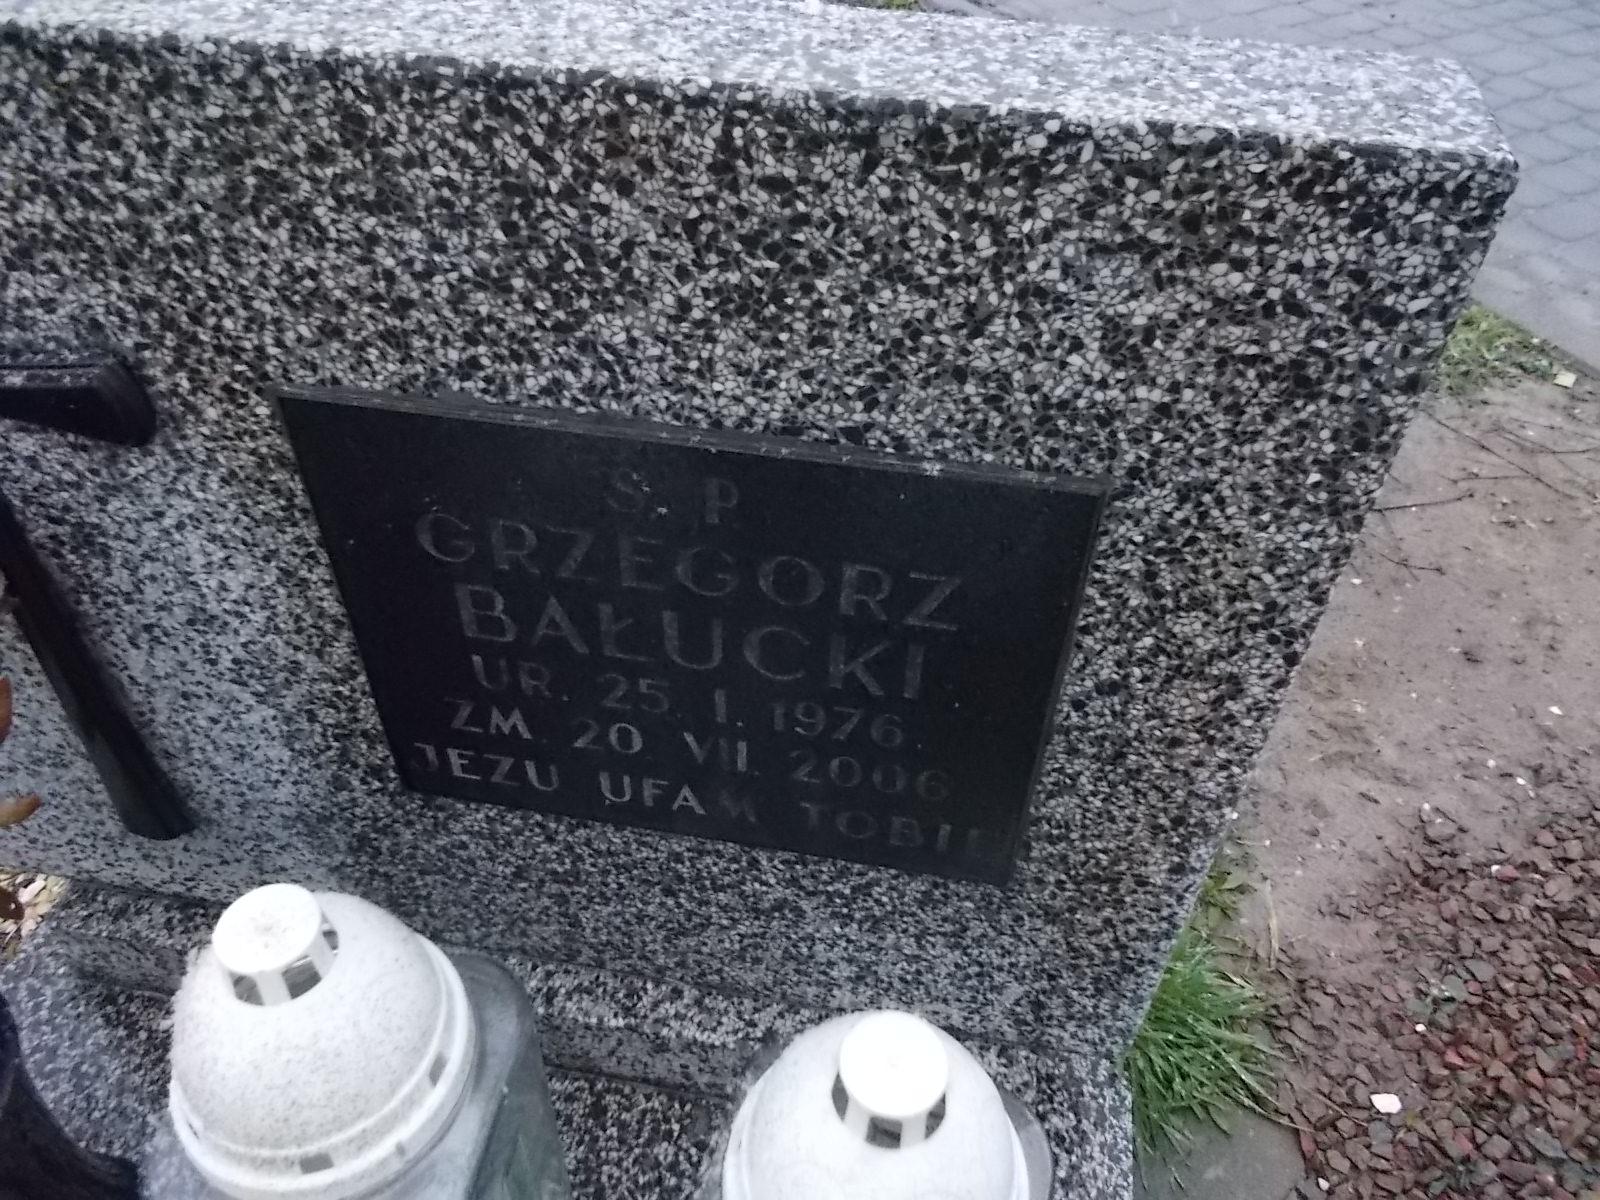 Ś. P.
GRZEGORZ
BAŁUCKI
UR. 25. I. 1976.
ZM. 20. VII. 2006
JEZU UFAM TOBIE